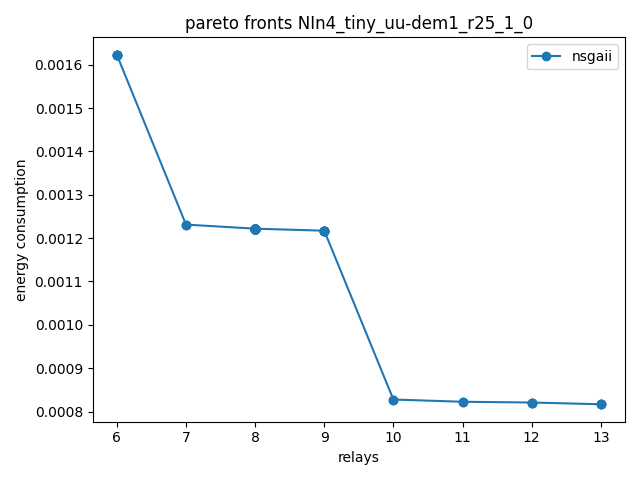 pareto fronts NIn4_tiny_uu-dem1_r25_1_0
nsgaii
energy consumption
0.0016
0.0015
0.0014
0.0013
0.0012
0.0011
0.0010
0.0009
0.0008
6 7 8 9 10 11 12 13
relays